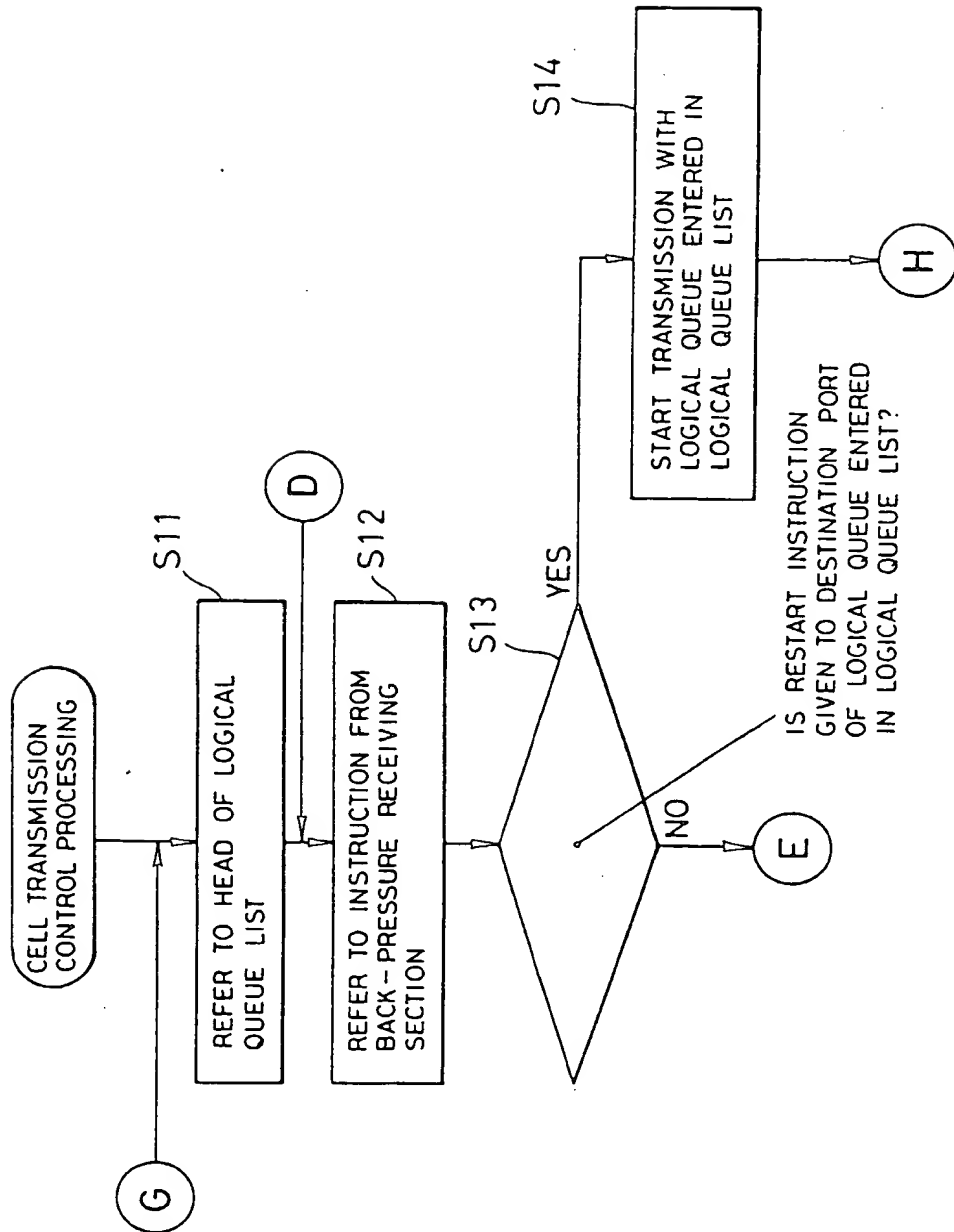 CELL TRANSMISSION
CONTROL PROCESSING
G
S11
REFER TO HEAD OF LOGICAL
QUEUE LIST
D
S12
REFER TO INSTRUCTION FROM
BACK-PRESSURE RECEIVING
SECTION
S13
YES
NO
IS RESTART INSTRUCTION
GIVEN TO DESTINATION PORT
OF LOGICAL QUEUE ENTERED
IN LOGICAL QUEUE LIST?
E
S14
START TRANSMISSION WITH
LOGICAL QUEUE ENTERED IN
LOGICAL QUEUE LIST
H